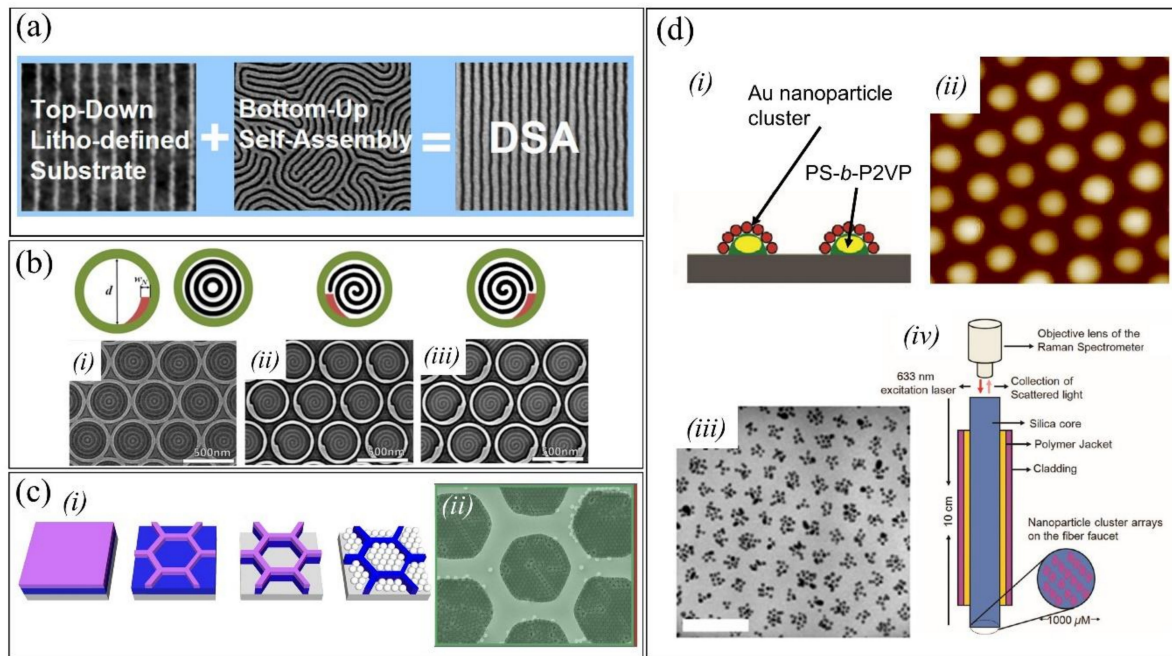 (a)
Top-Down
Litho-defined
Substrate
+
Bottom-Up
Self-Assembly
=
DSA
(b)
d
w_N
(i)
500nm
(ii)
500nm
(iii)
500nm
(c)
(i)
(ii)
(d)
(i)
Au nanoparticle
cluster
PS-b-P2VP
(ii)
(iii)
(iv)
Objective lens of the
Raman Spectrometer
633 nm
excitation laser
Collection of
Scattered light
Silica core
Polymer Jacket
Cladding
10 cm
Nanoparticle cluster arrays
on the fiber faucet
1000 µM